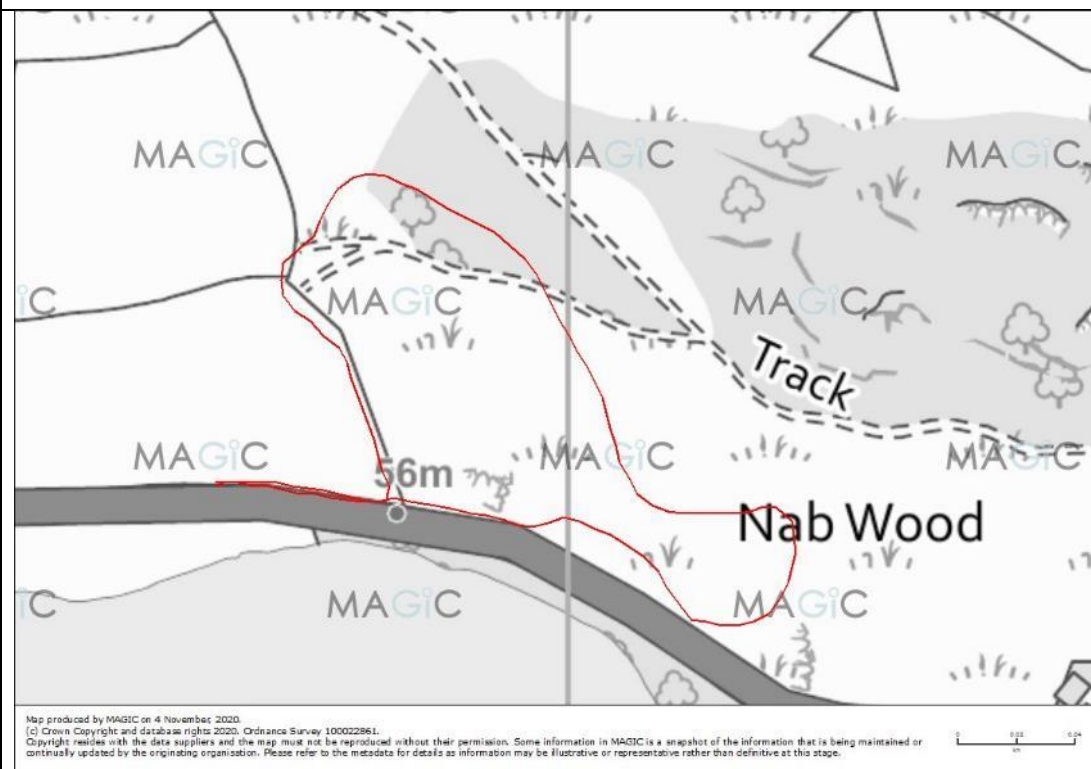 MAGiC
MAGiC
MAGiC
iC
MAGiC
MAGiC
Track
MAGiC
MAGiC
MAGiC
56m
Nab Wood
iC
MAGiC
MAGiC
Map produced by MAGIC on 4 November, 2020.
(c) Crown Copyright and database rights 2020. Ordnance Survey 100022861.
Copyright resides with the data suppliers and the map must not be reproduced without their permission. Some information in MAGIC is a snapshot of the information that is being maintained or
continually updated by the originating organisation. Please refer to the metadata for details as information may be illustrative or representative rather than definitive at this stage.
0 0.04
km